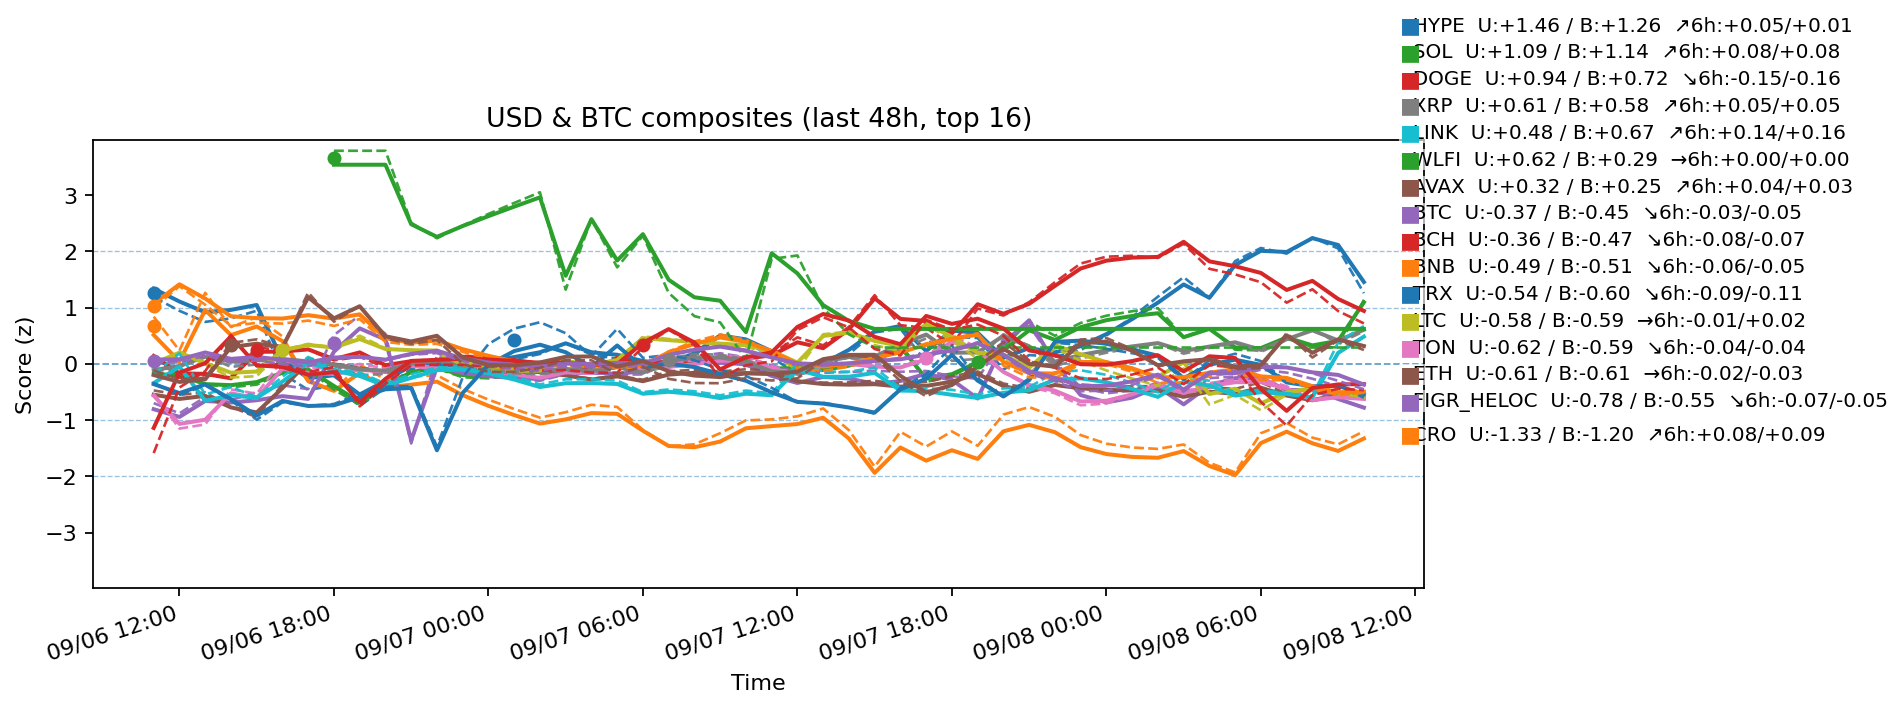 HYPE  U:+1.46 / B:+1.26  ↗6h:+0.05/+0.01
SOL  U:+1.09 / B:+1.14  ↗6h:+0.08/+0.08
DOGE  U:+0.94 / B:+0.72  ↘6h:-0.15/-0.16
XRP  U:+0.61 / B:+0.58  ↗6h:+0.05/+0.05
LINK  U:+0.48 / B:+0.67  ↗6h:+0.14/+0.16
WLFI  U:+0.62 / B:+0.29  →6h:+0.00/+0.00
AVAX  U:+0.32 / B:+0.25  ↗6h:+0.04/+0.03
BTC  U:-0.37 / B:-0.45  ↘6h:-0.03/-0.05
BCH  U:-0.36 / B:-0.47  ↘6h:-0.08/-0.07
BNB  U:-0.49 / B:-0.51  ↘6h:-0.06/-0.05
TRX  U:-0.54 / B:-0.60  ↘6h:-0.09/-0.11
LTC  U:-0.58 / B:-0.59  →6h:-0.01/+0.02
TON  U:-0.62 / B:-0.59  ↘6h:-0.04/-0.04
ETH  U:-0.61 / B:-0.61  →6h:-0.02/-0.03
FIGR_HELOC  U:-0.78 / B:-0.55  ↘6h:-0.07/-0.05
CRO  U:-1.33 / B:-1.20  ↗6h:+0.08/+0.09
USD & BTC composites (last 48h, top 16)
Score (z)
3
2
1
0
−1
−2
−3
09/06 12:00
09/06 18:00
09/07 00:00
09/07 06:00
09/07 12:00
09/07 18:00
09/08 00:00
09/08 06:00
09/08 12:00
Time